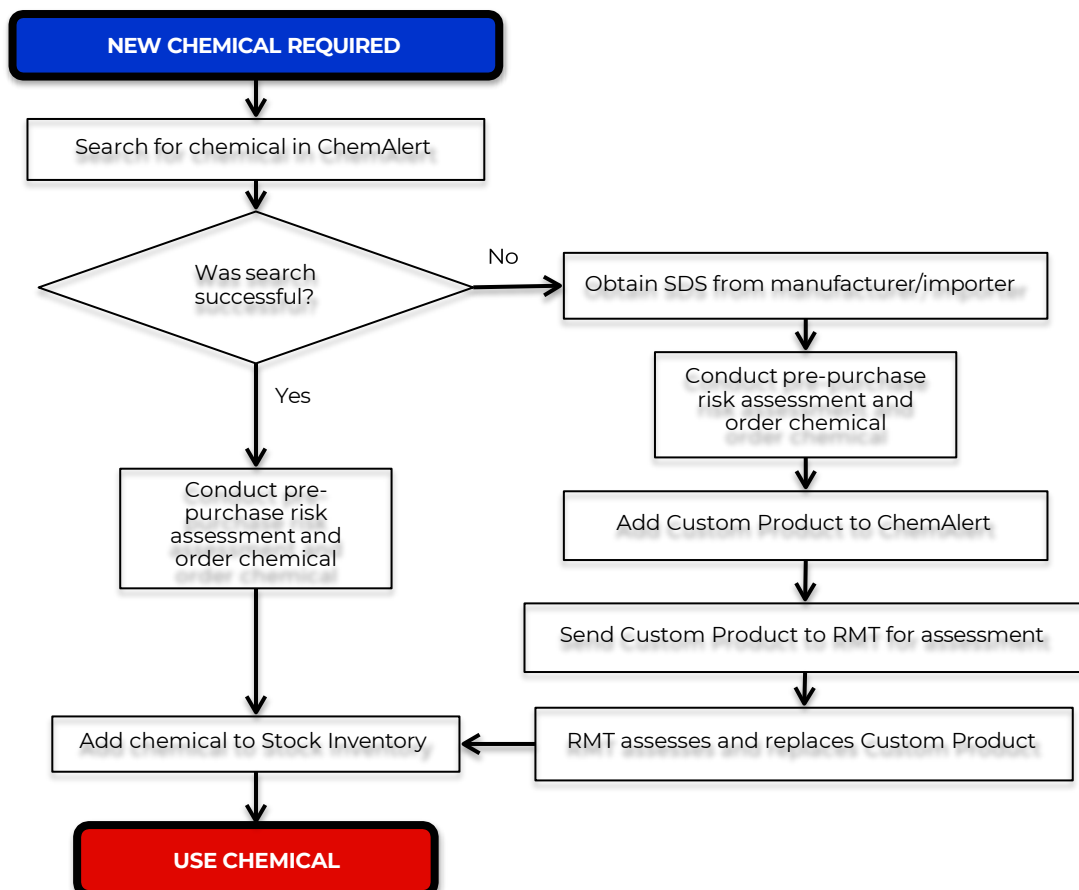 NEW CHEMICAL REQUIRED
Search for chemical in ChemAlert
Was search
successful?
No
Obtain SDS from manufacturer/importer
Yes
Conduct pre-purchase
risk assessment and
order chemical
Conduct pre-
purchase risk
assessment and
order chemical
Add Custom Product to ChemAlert
Send Custom Product to RMT for assessment
RMT assesses and replaces Custom Product
Add chemical to Stock Inventory
USE CHEMICAL